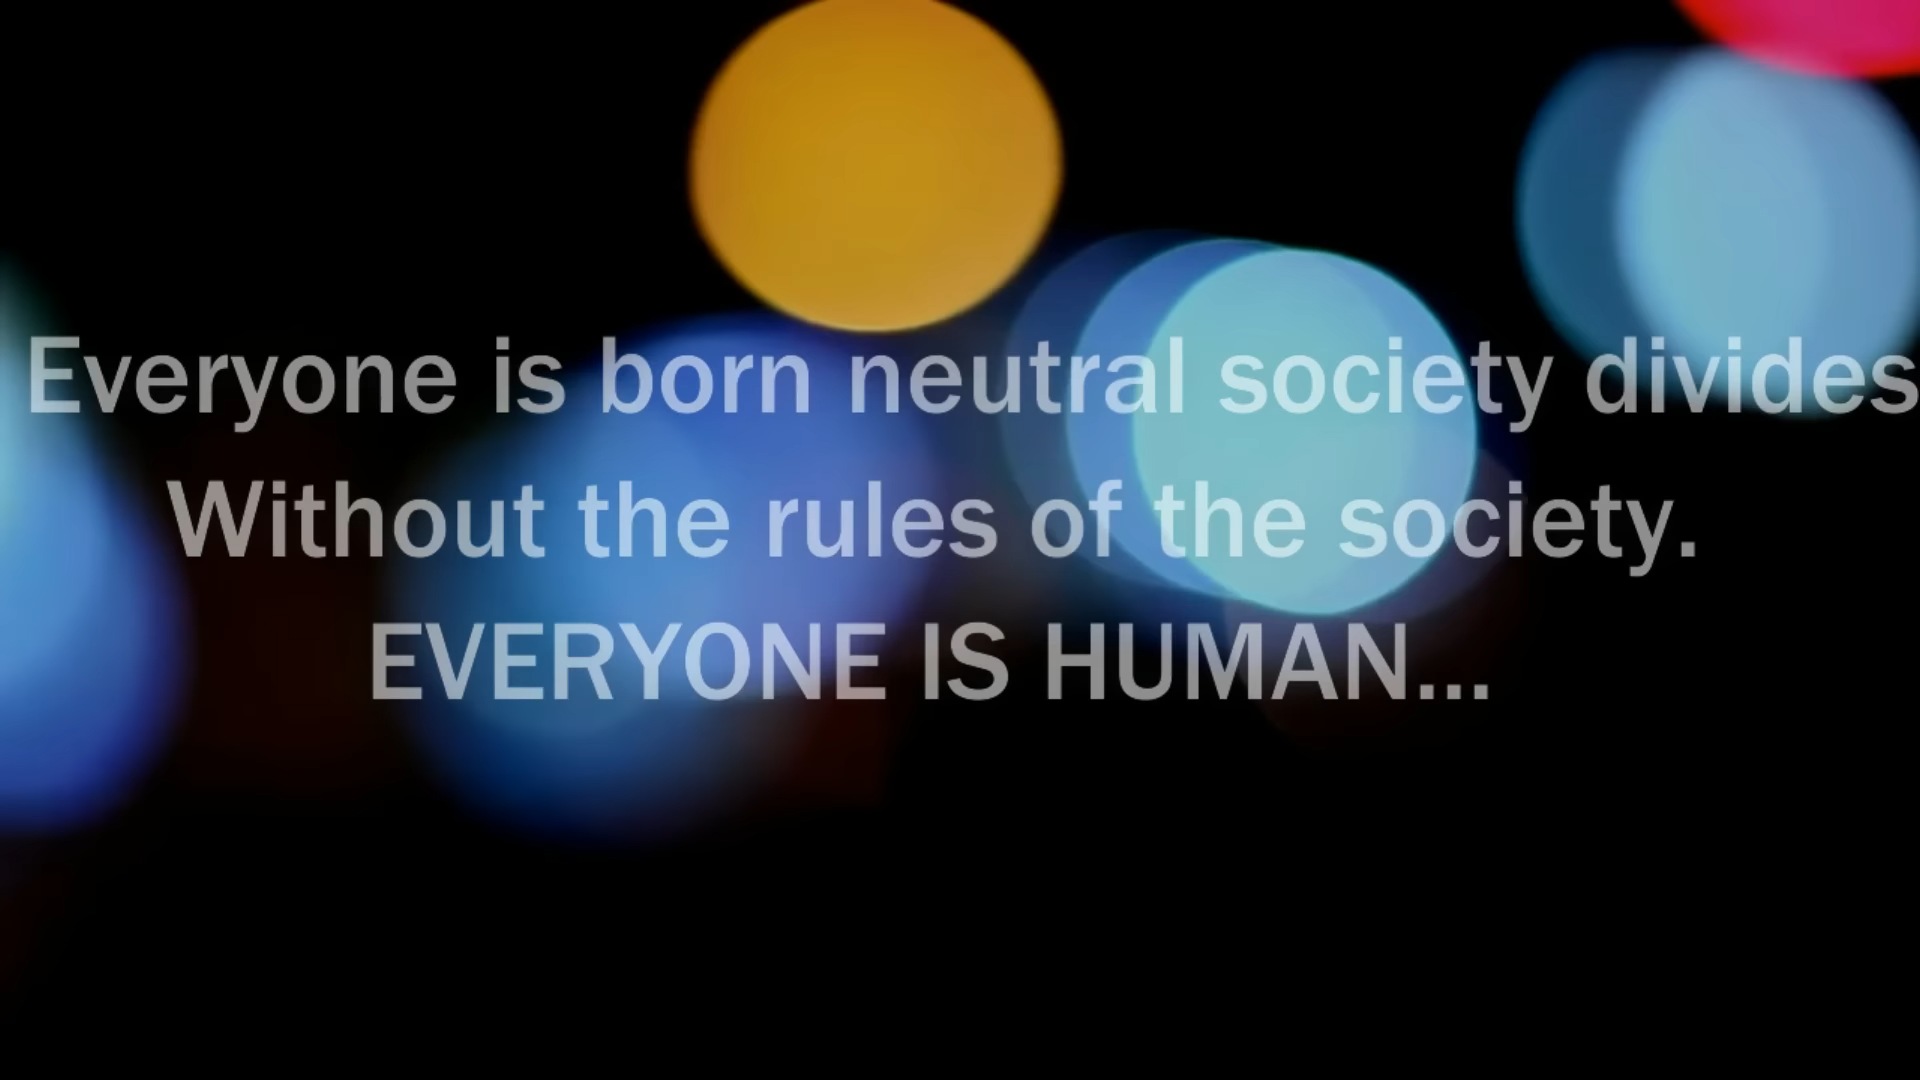 Everyone is born neutral society divides
Without the rules of the society.
EVERYONE IS HUMAN...